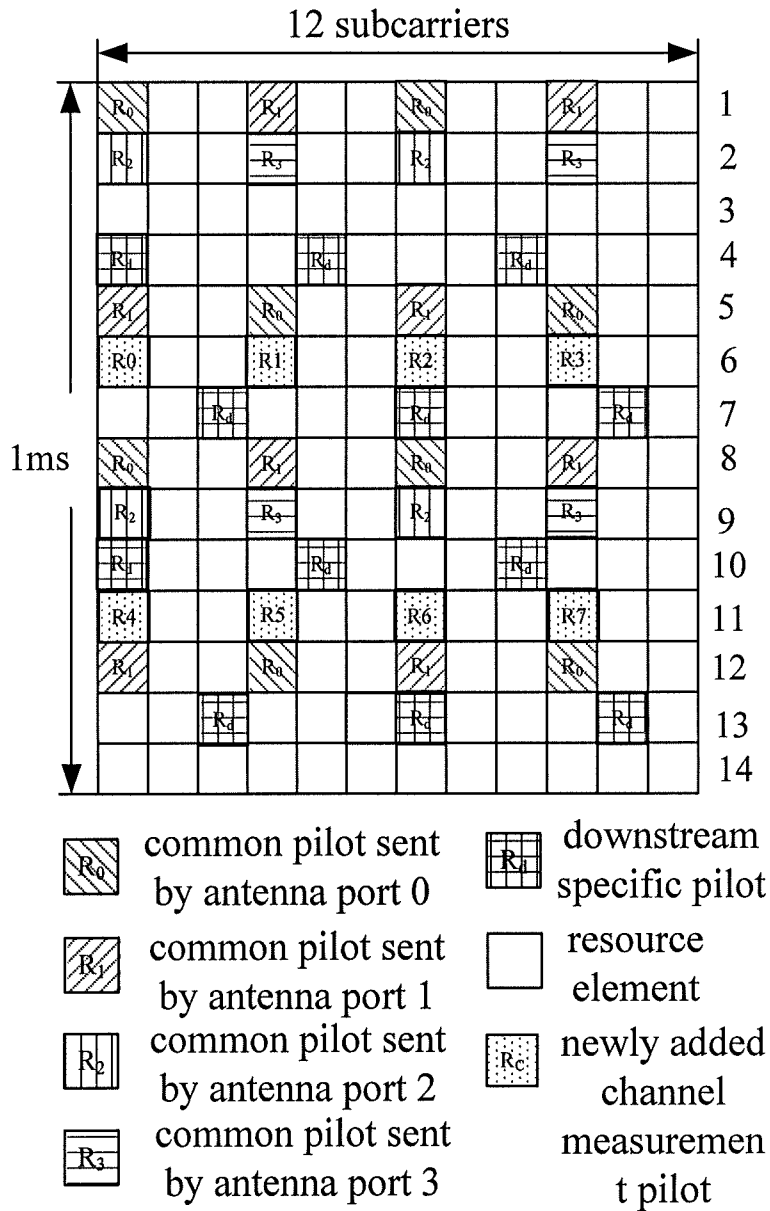 12 subcarriers
R0 R1 R0 R1 1
R2 R3 R2 R3 2
3
Rd Rd Rd 4
R1 R0 R1 R0 5
R0 R1 R2 R3 6
Rd Rd Rd 7
1ms
R0 R1 R0 R1 8
R2 R3 R2 R3 9
Rd Rd Rd 10
R4 R5 R6 R7 11
R1 R0 R1 R0 12
Rd Rd Rd 13
14
R0 common pilot sent
by antenna port 0
R1 common pilot sent
by antenna port 1
R2 common pilot sent
by antenna port 2
R3 common pilot sent
by antenna port 3
Rd downstream
specific pilot
resource
element
RC newly added
channel
measuremen
t pilot